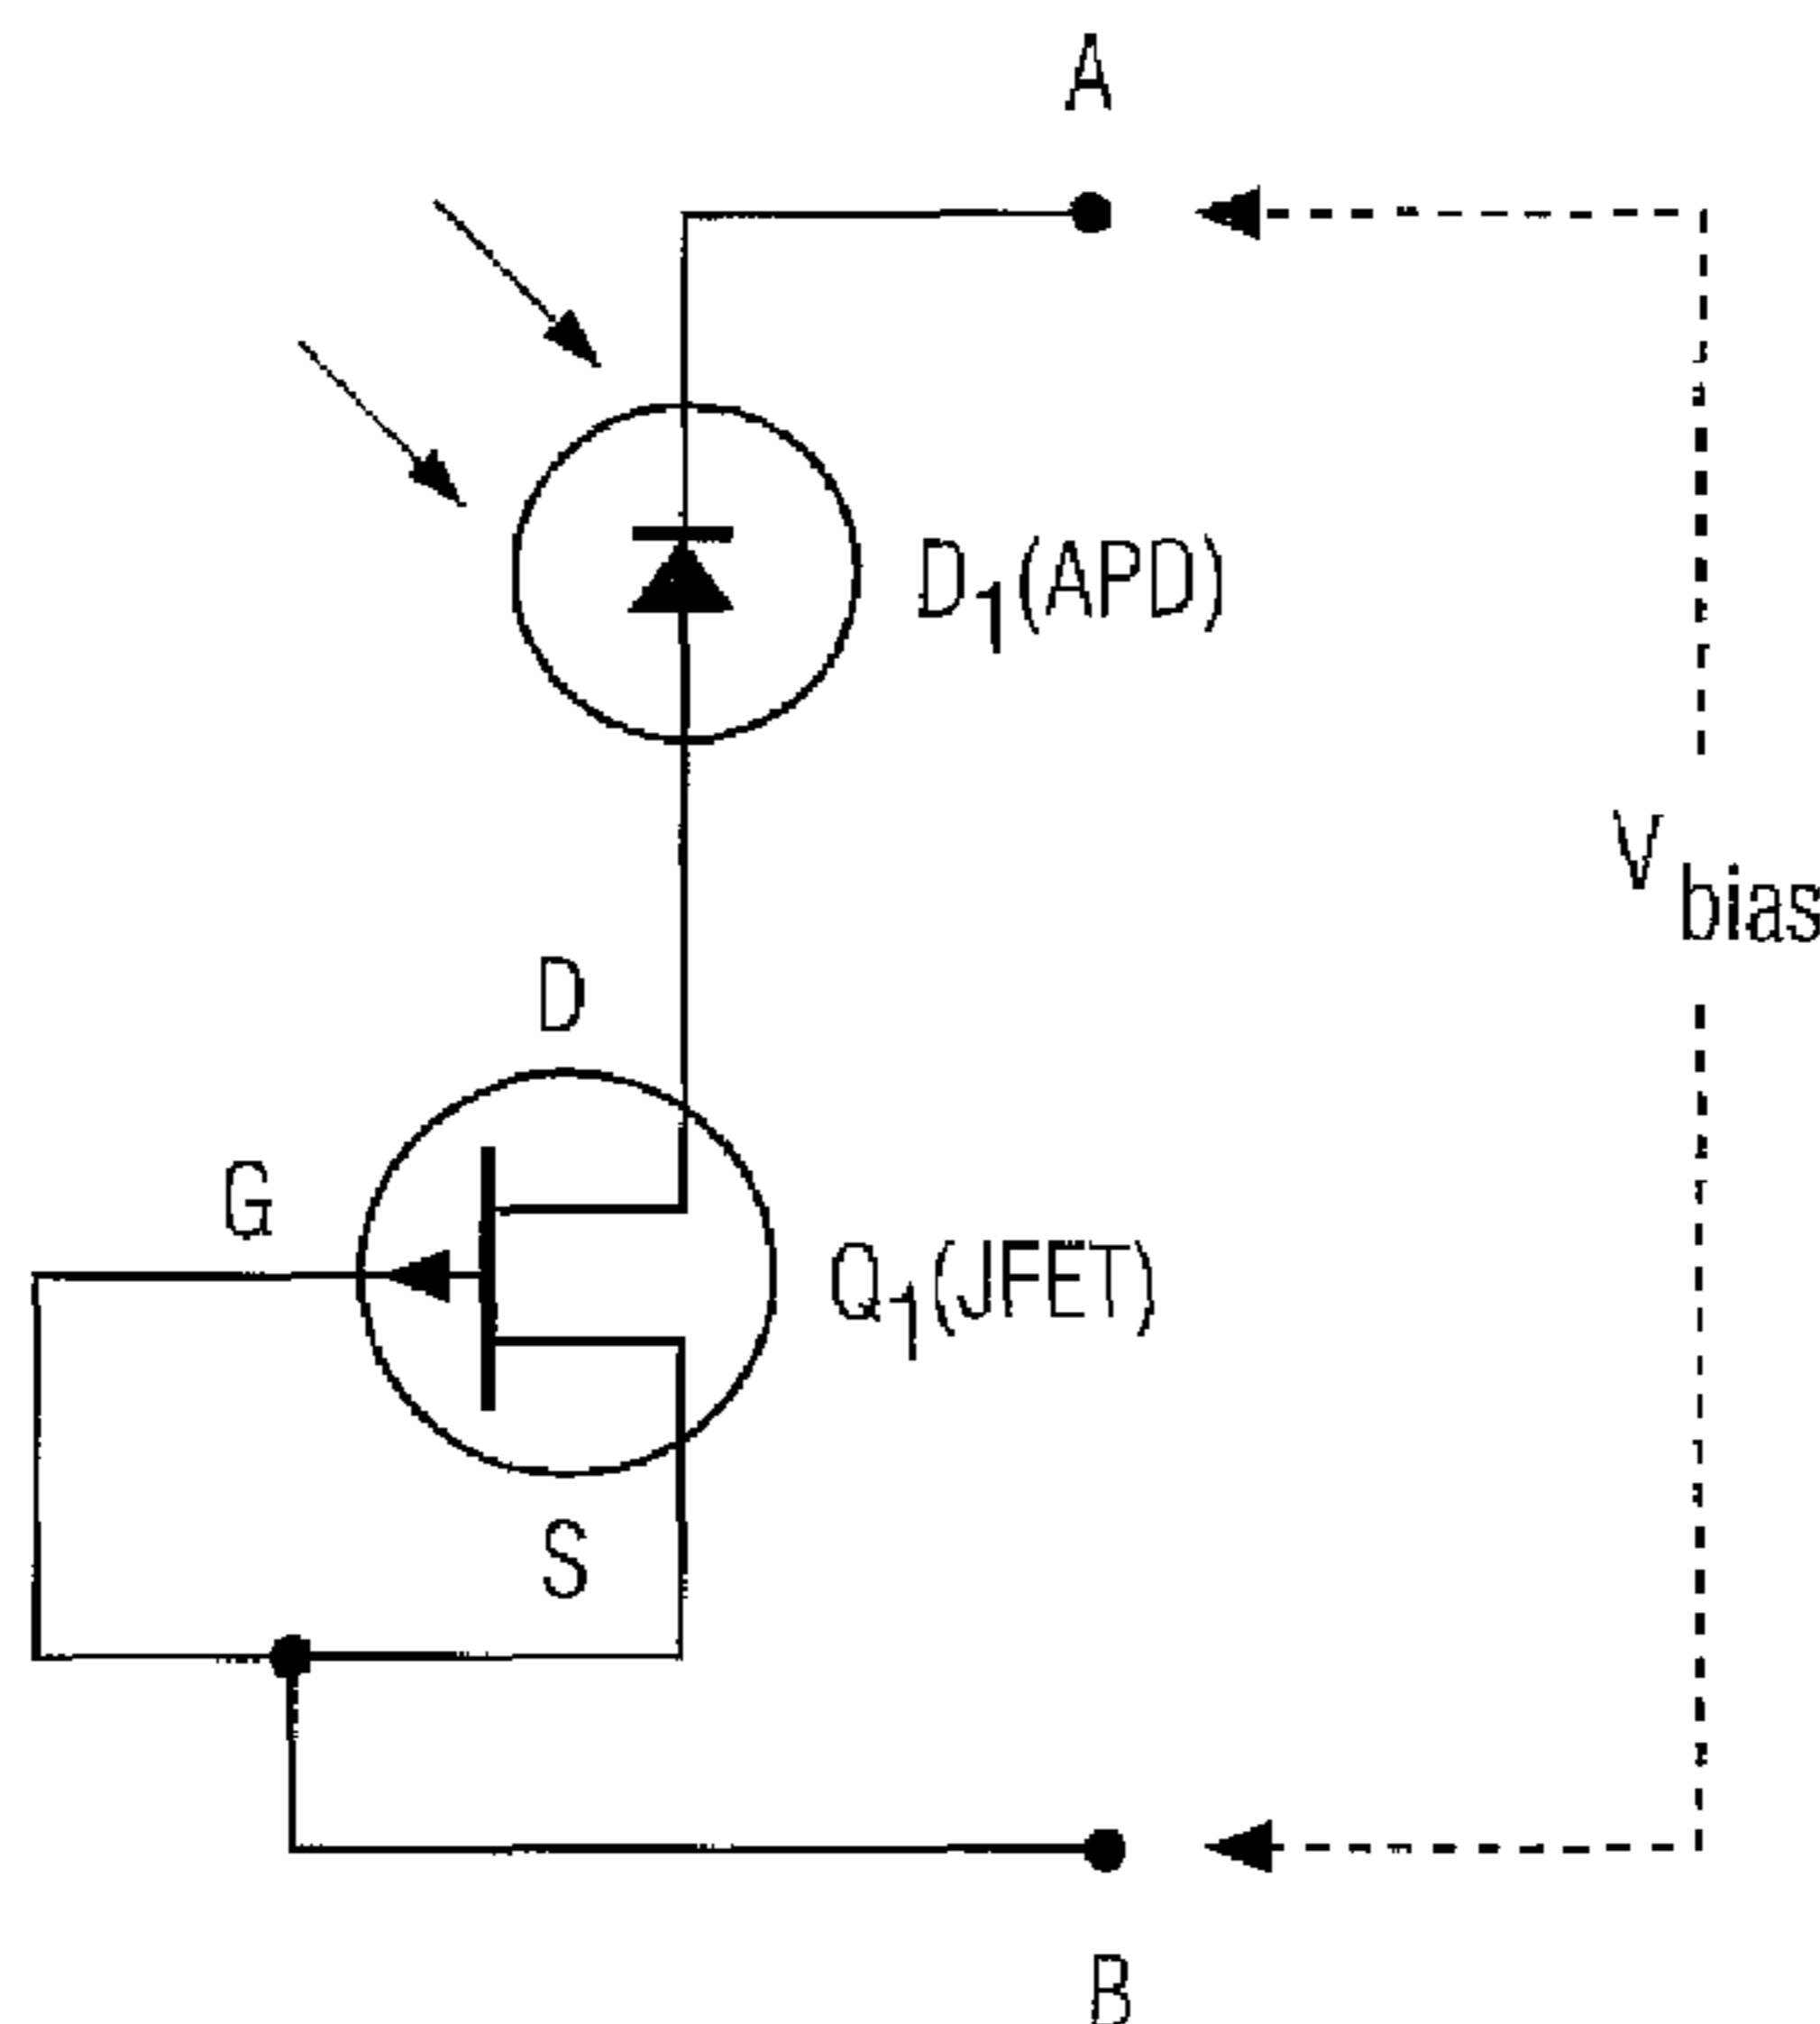 A
D1(APD)
Vbias
D
G
Q1(JFET)
S
B